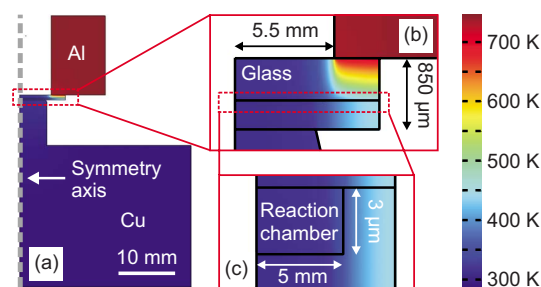 Al
Symmetry
axis
Cu
(a)
10 mm
5.5 mm
(b)
Glass
850 µm
Reaction
chamber
3 µm
(c)
5 mm
700 K
600 K
500 K
400 K
300 K